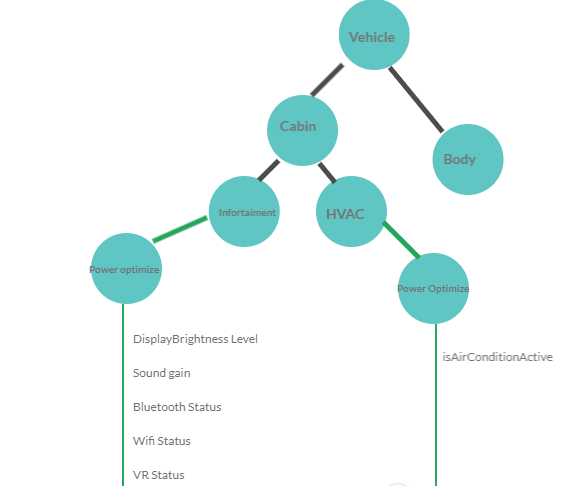 Vehicle
Cabin
Body
Infortaiment
HVAC
Power optimize
Power Optimize
DisplayBrightness Level
isAirConditionActive
Sound gain
Bluetooth Status
Wifi Status
VR Status